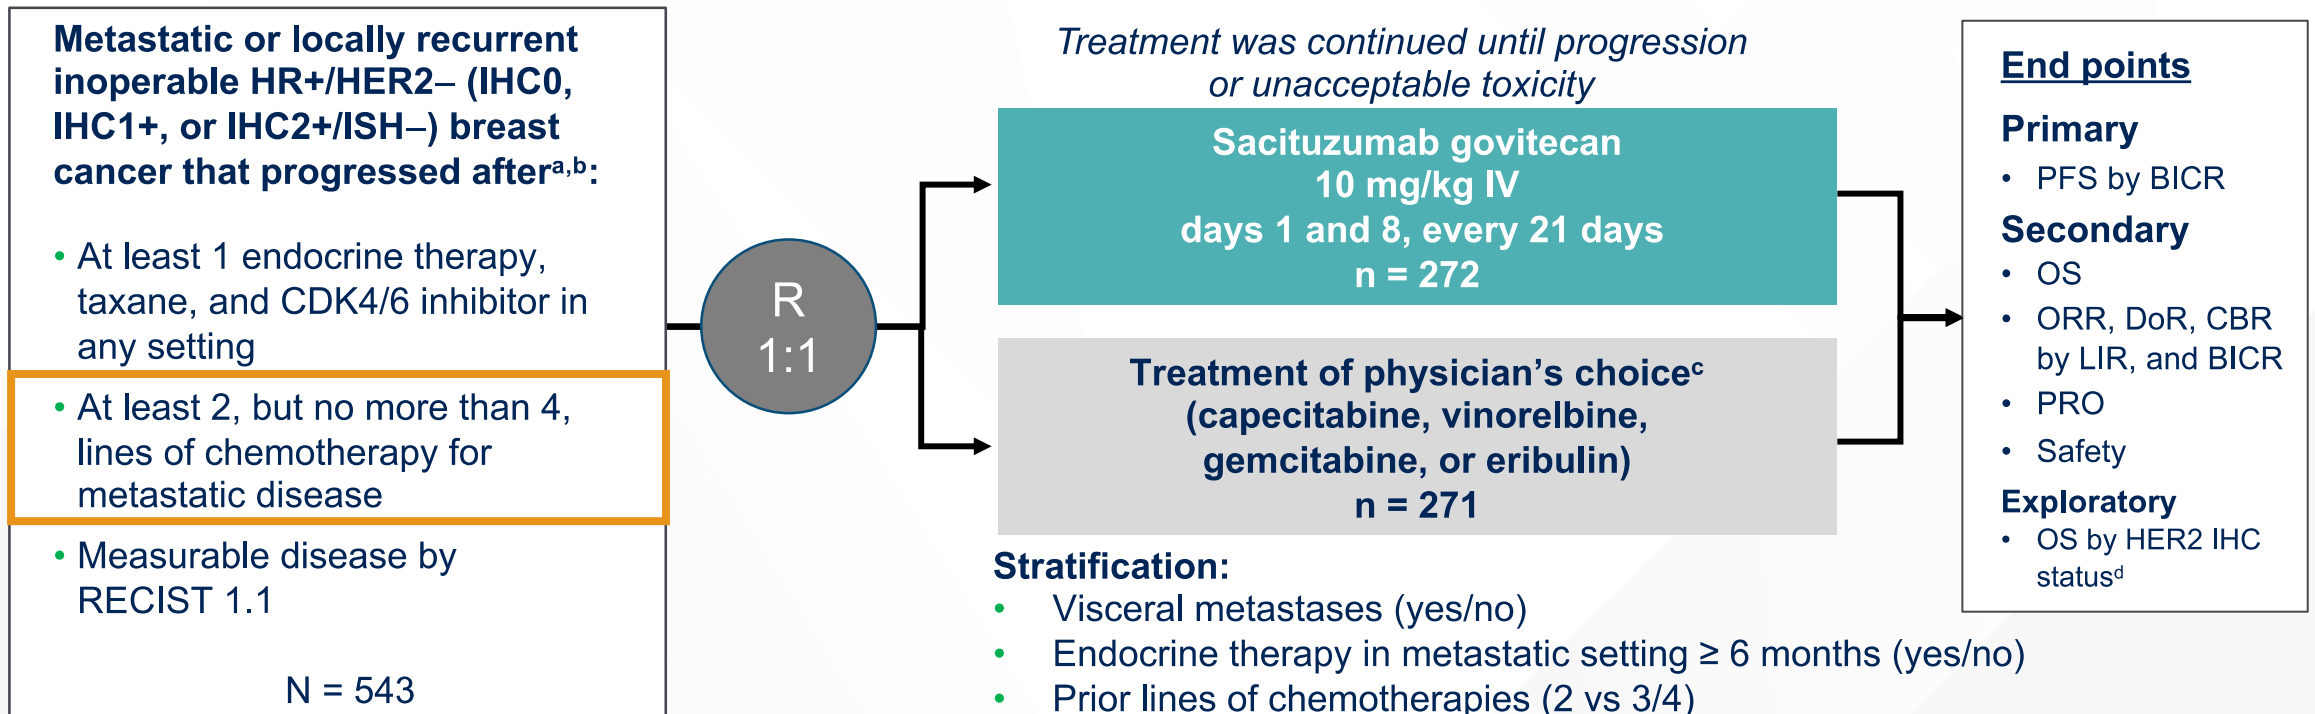 Metastatic or locally recurrent
inoperable HR+/HER2– (IHC0,
IHC1+, or IHC2+/ISH–) breast
cancer that progressed afterᵃ,ᵇ:
• At least 1 endocrine therapy,
taxane, and CDK4/6 inhibitor in
any setting
• At least 2, but no more than 4,
lines of chemotherapy for
metastatic disease
• Measurable disease by
RECIST 1.1
N = 543
R
1:1
Treatment was continued until progression
or unacceptable toxicity
Sacituzumab govitecan
10 mg/kg IV
days 1 and 8, every 21 days
n = 272
Treatment of physician’s choiceᶜ
(capecitabine, vinorelbine,
gemcitabine, or eribulin)
n = 271
Stratification:
• Visceral metastases (yes/no)
• Endocrine therapy in metastatic setting ≥ 6 months (yes/no)
• Prior lines of chemotherapies (2 vs 3/4)
End points
Primary
• PFS by BICR
Secondary
• OS
• ORR, DoR, CBR
by LIR, and BICR
• PRO
• Safety
Exploratory
• OS by HER2 IHC
statusᵈ